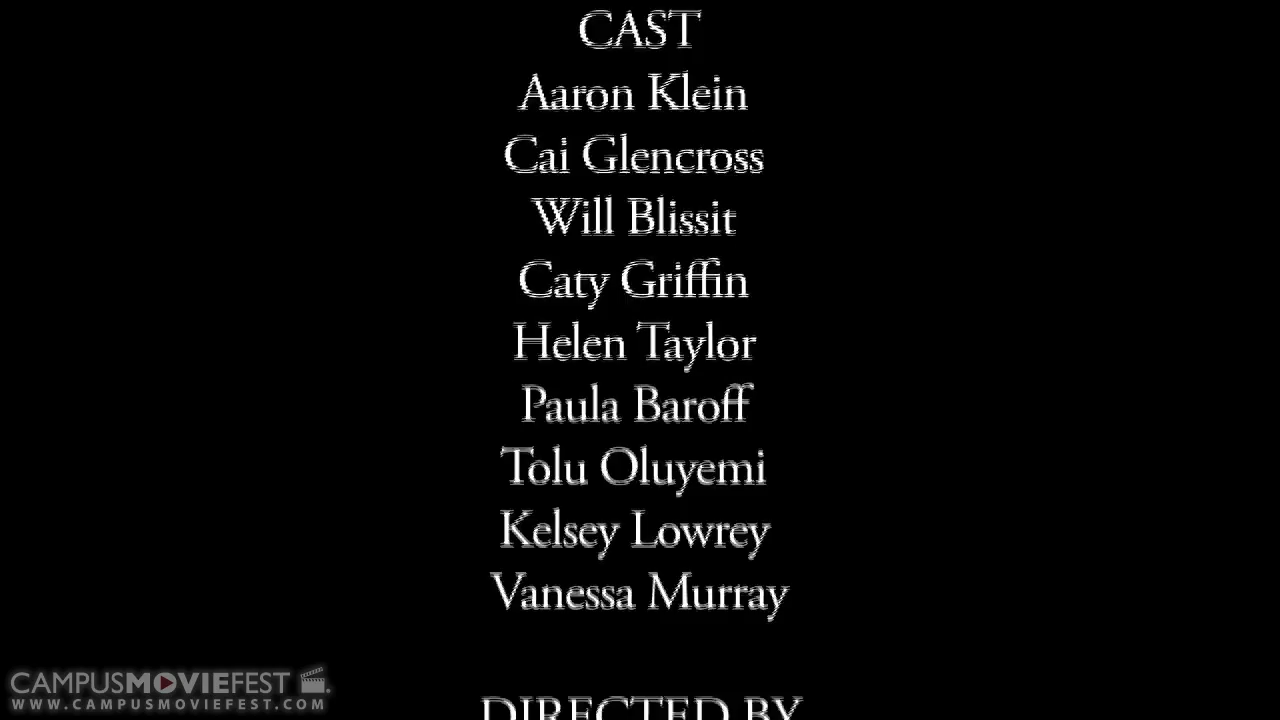 CAST
Aaron Klein
Cai Glencross
Will Blissit
Caty Griffin
Helen Taylor
Paula Baroff
Tolu Oluyemi
Kelsey Lowrey
Vanessa Murray
DIRECTED BY
CAMPUSMOVIEFEST
WWW.CAMPUSMOVIEFEST.COM